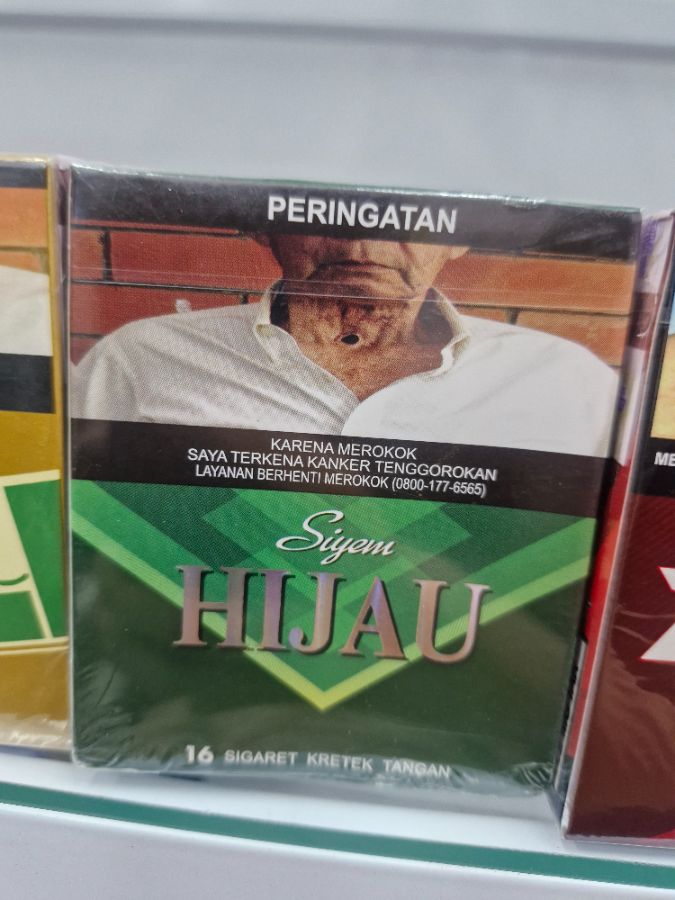 PERINGATAN
KARENA MEROKOK
SAYA TERKENA KANKER TENGGOROKAN
LAYANAN BERHENTI MEROKOK (0800-177-6565)
Siyem
HIJAU
16 SIGARET KRETEK TANGAN
ME